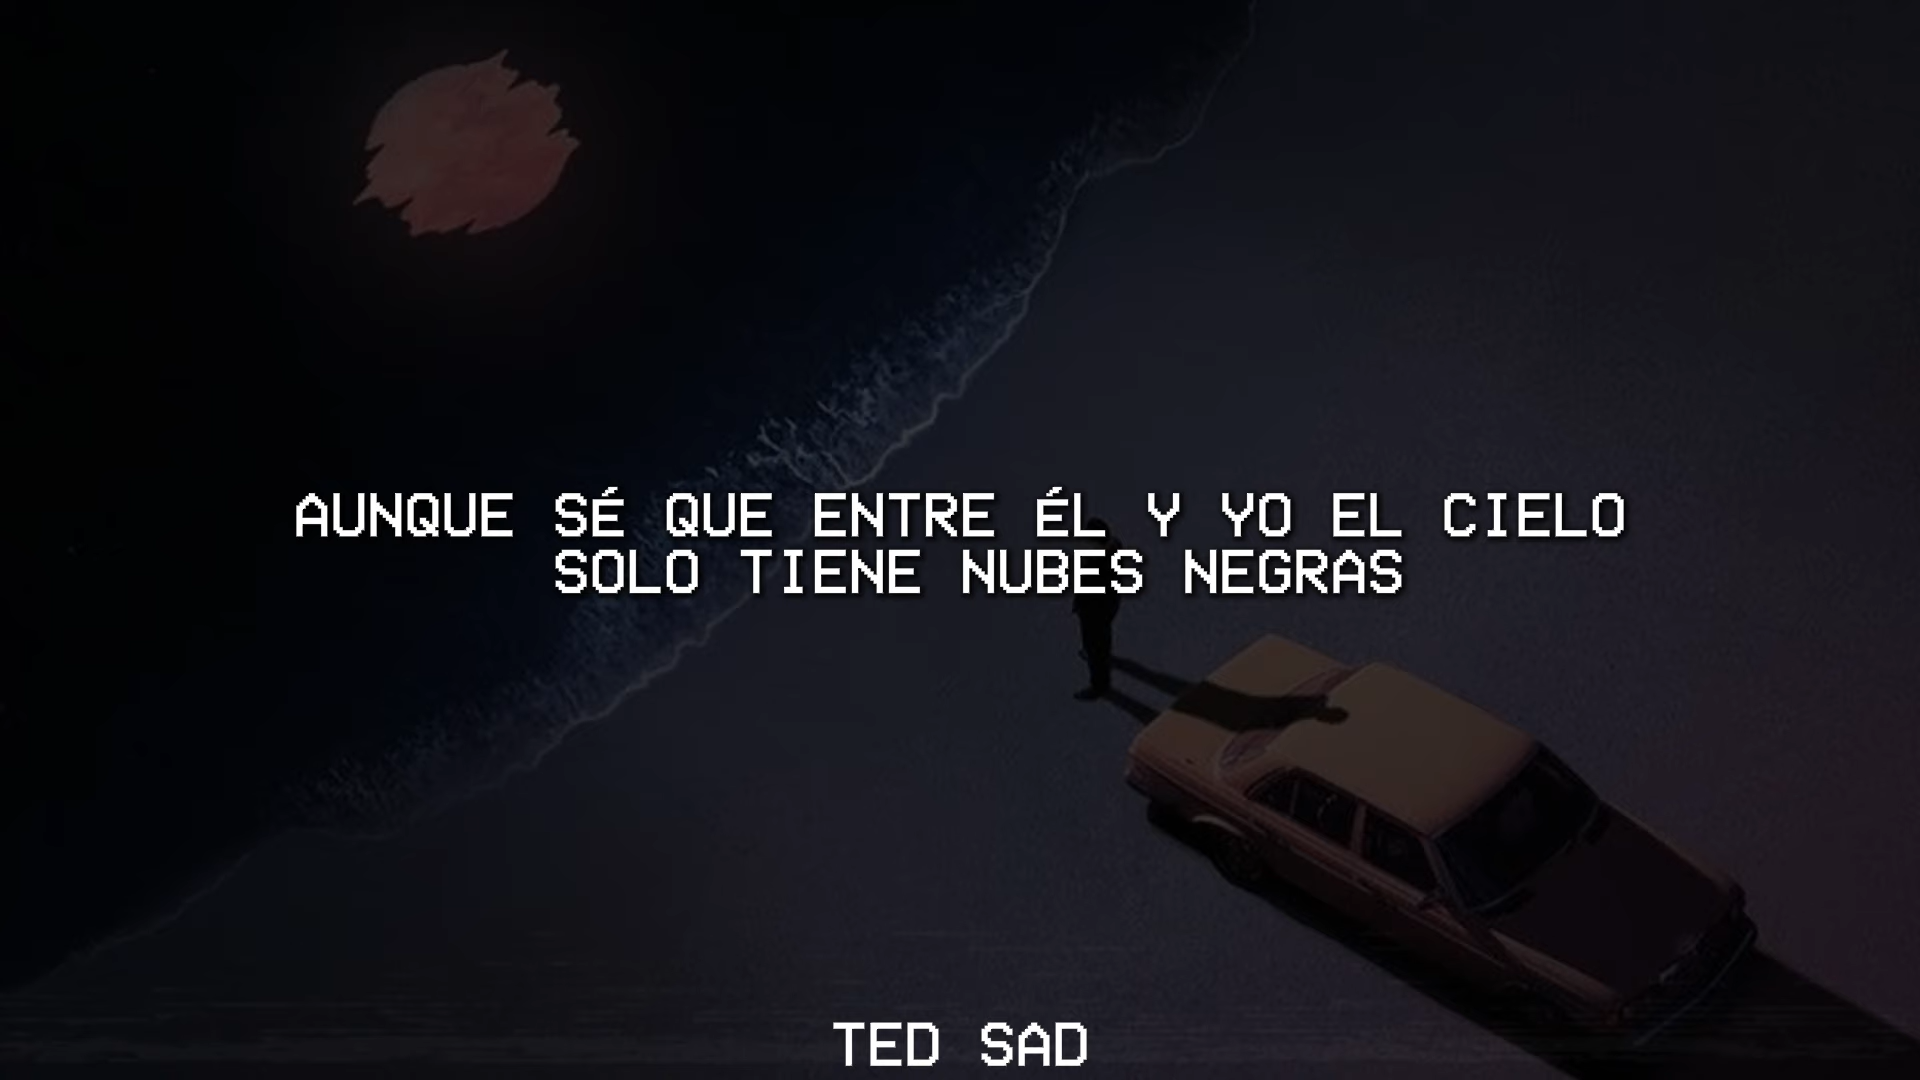 AUNQUE SÉ QUE ENTRE ÉL Y YO EL CIELO
SOLO TIENE NUBES NEGRAS
TED SAD